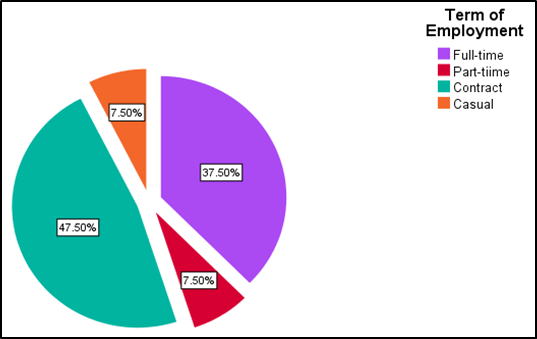 Term of
Employment
Full-time
Part-tiime
Contract
Casual
7.50%
37.50%
47.50%
7.50%